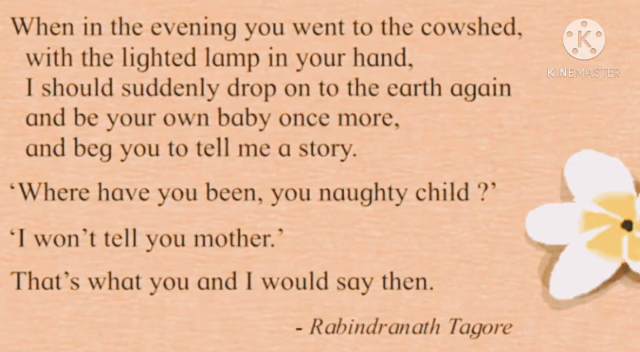 When in the evening you went to the cowshed,
with the lighted lamp in your hand,
I should suddenly drop on to the earth again
and be your own baby once more,
and beg you to tell me a story.
‘Where have you been, you naughty child ?’
‘I won’t tell you mother.’
That’s what you and I would say then.
- Rabindranath Tagore
K
KINEMASTER